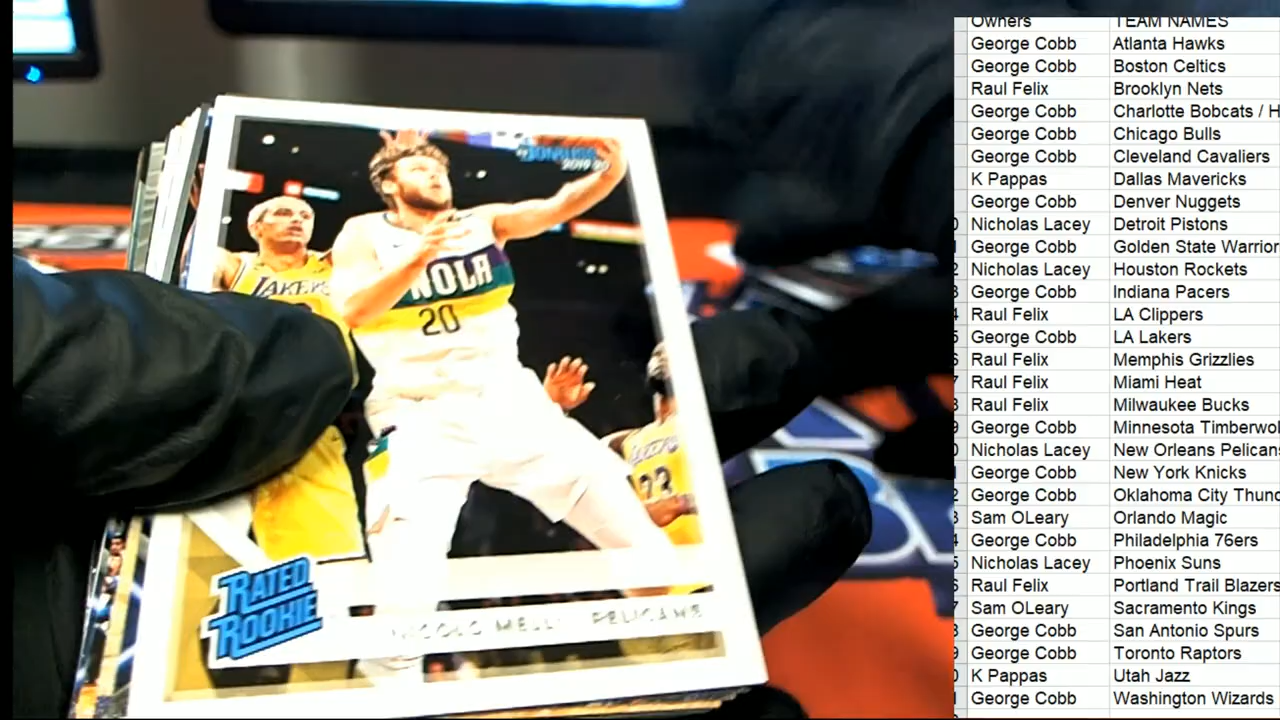 DONRUSS
2019-20
LAKERS
NOLA
20
LAKERS
23
RATED
ROOKIE
NICOLO MELLI PELICANS
Owners TEAM NAMES
George Cobb Atlanta Hawks
George Cobb Boston Celtics
Raul Felix Brooklyn Nets
George Cobb Charlotte Bobcats / H
George Cobb Chicago Bulls
George Cobb Cleveland Cavaliers
K Pappas Dallas Mavericks
George Cobb Denver Nuggets
Nicholas Lacey Detroit Pistons
George Cobb Golden State Warrior
Nicholas Lacey Houston Rockets
George Cobb Indiana Pacers
Raul Felix LA Clippers
George Cobb LA Lakers
Raul Felix Memphis Grizzlies
Raul Felix Miami Heat
Raul Felix Milwaukee Bucks
George Cobb Minnesota Timberwol
Nicholas Lacey New Orleans Pelicans
George Cobb New York Knicks
George Cobb Oklahoma City Thund
Sam OLeary Orlando Magic
George Cobb Philadelphia 76ers
Nicholas Lacey Phoenix Suns
Raul Felix Portland Trail Blazers
Sam OLeary Sacramento Kings
George Cobb San Antonio Spurs
George Cobb Toronto Raptors
K Pappas Utah Jazz
George Cobb Washington Wizards